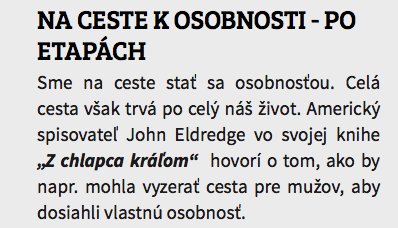 NA CESTE K OSOBNOSTI - PO
ETAPÁCH
Sme na ceste stať sa osobnosťou. Celá
cesta však trvá po celý náš život. Americký
spisovateľ John Eldredge vo svojej knihe
„Z chlapca kráľom“ hovorí o tom, ako by
napr. mohla vyzerať cesta pre mužov, aby
dosiahli vlastnú osobnosť.